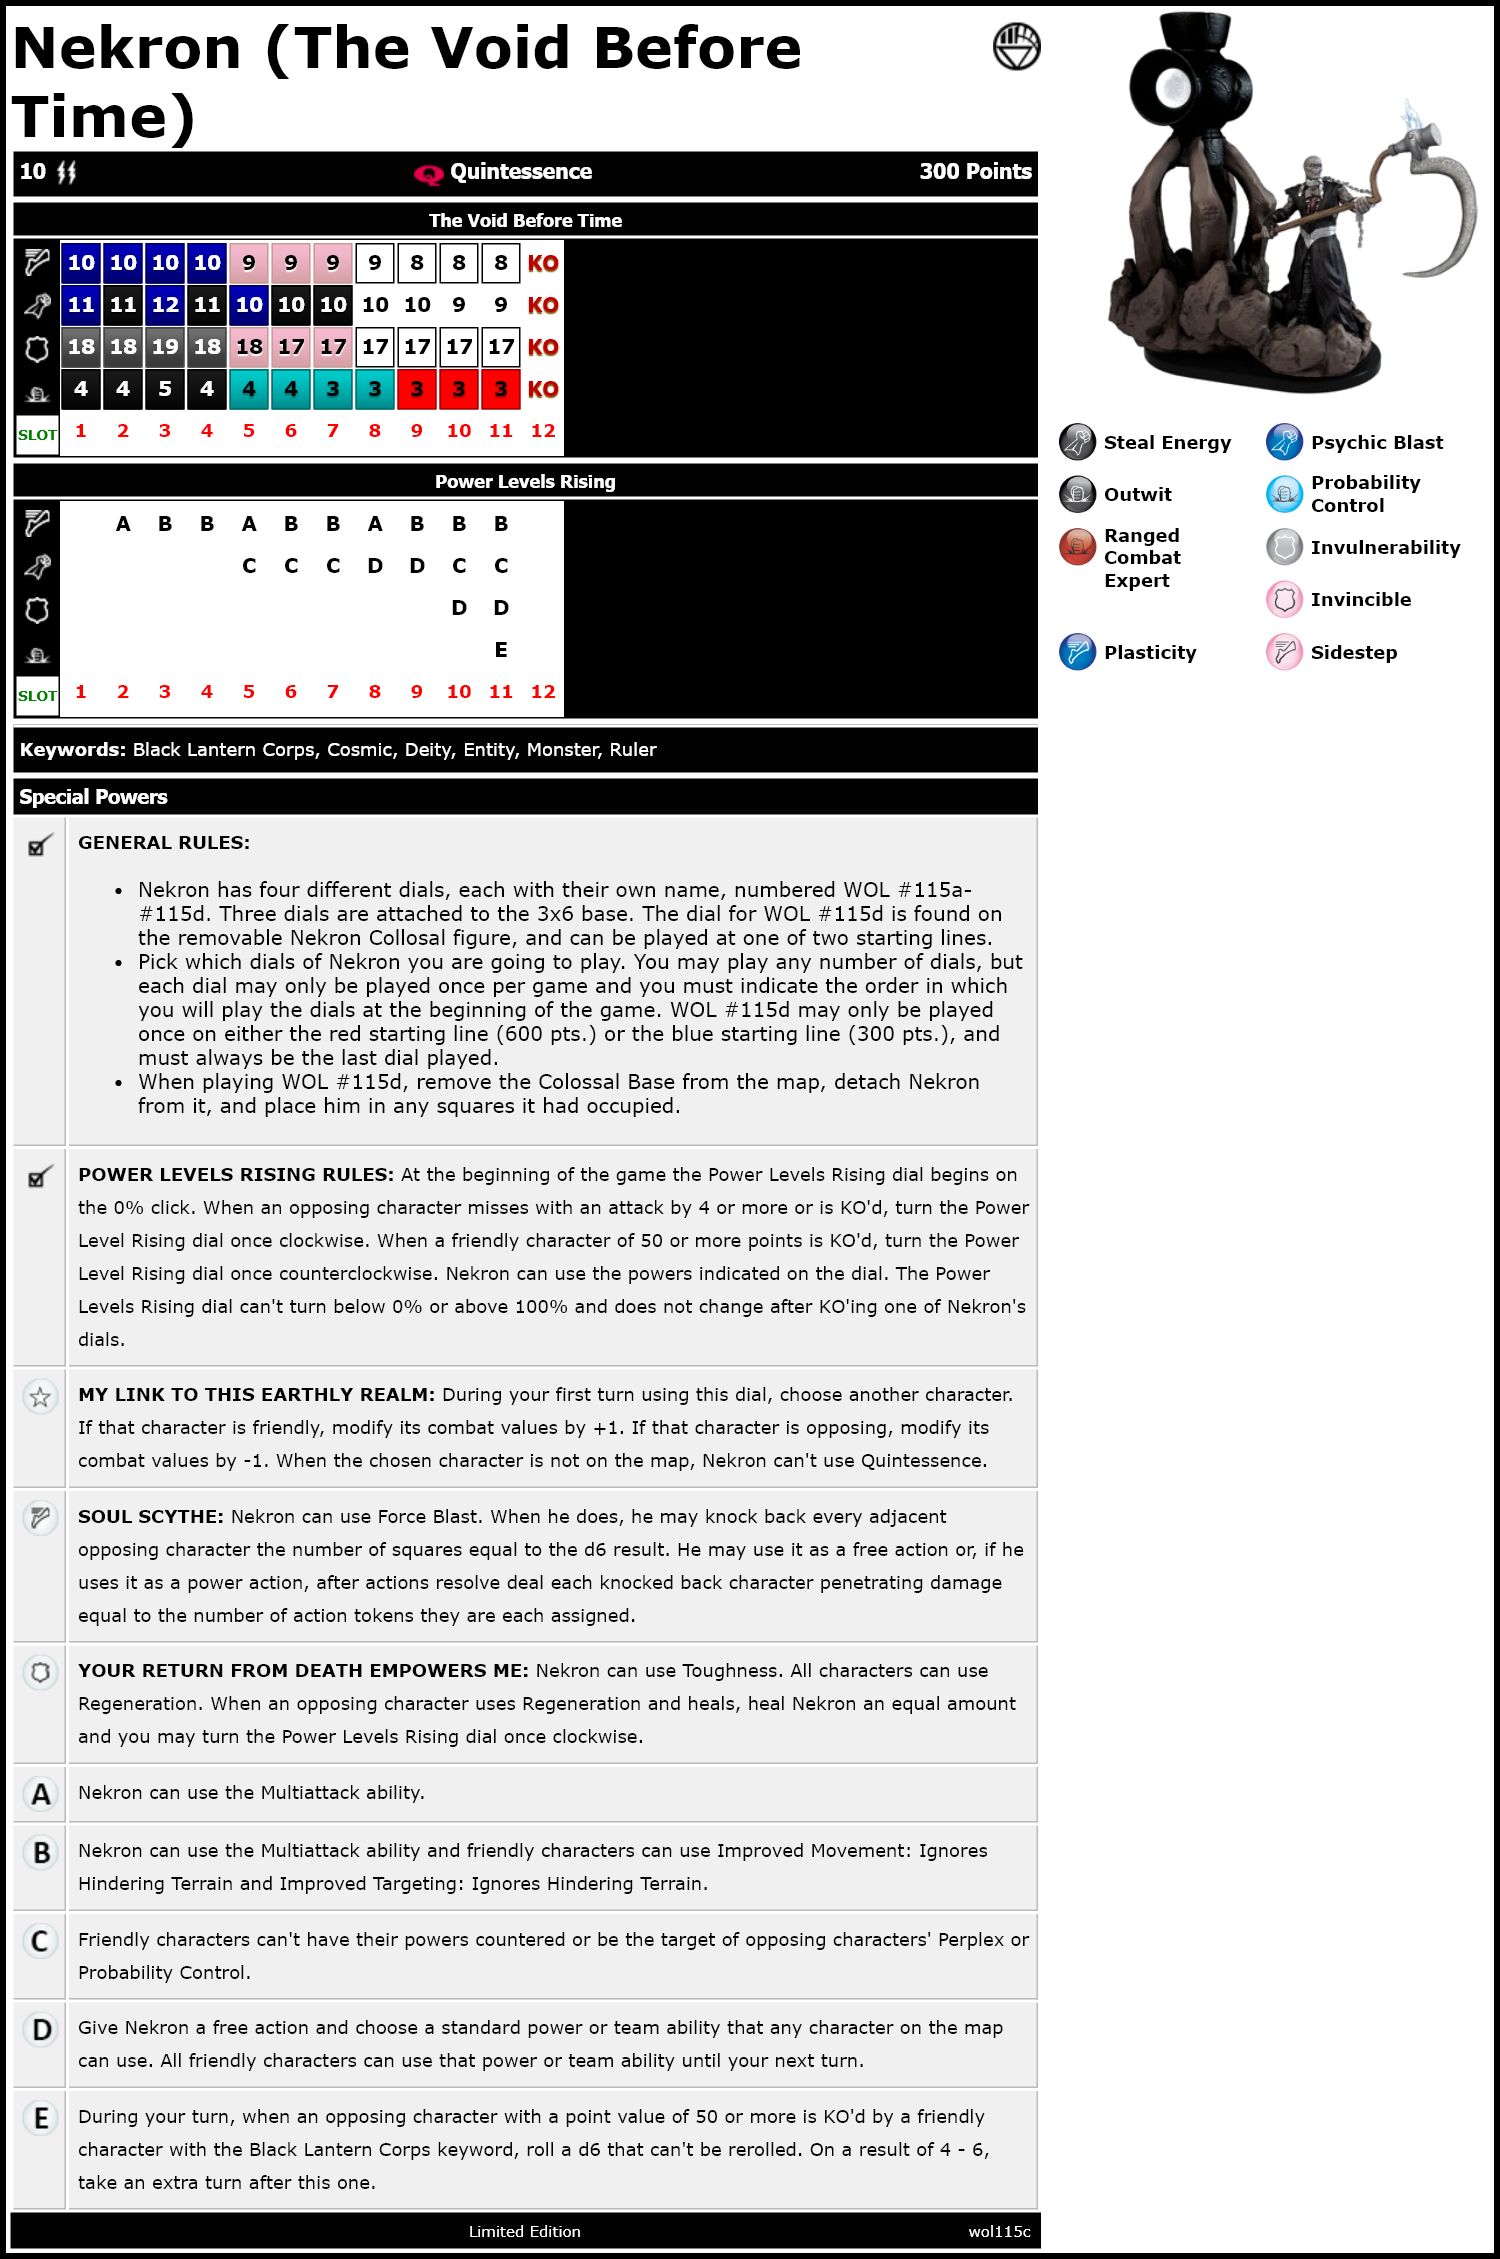 Nekron (The Void Before
Time)
10 Quintessence 300 Points
The Void Before Time
10 10 10 10 9 9 9 9 8 8 8 KO
11 11 12 11 10 10 10 10 10 9 9 KO
18 18 19 18 18 17 17 17 17 17 17 KO
4 4 5 4 4 4 3 3 3 3 3 KO
SLOT 1 2 3 4 5 6 7 8 9 10 11 12
Power Levels Rising
A B B A B B A B B B
C C C D D C C
D D
E
SLOT 1 2 3 4 5 6 7 8 9 10 11 12
Keywords: Black Lantern Corps, Cosmic, Deity, Entity, Monster, Ruler
Special Powers
GENERAL RULES:
• Nekron has four different dials, each with their own name, numbered WOL #115a-
#115d. Three dials are attached to the 3x6 base. The dial for WOL #115d is found on
the removable Nekron Collosal figure, and can be played at one of two starting lines.
• Pick which dials of Nekron you are going to play. You may play any number of dials, but
each dial may only be played once per game and you must indicate the order in which
you will play the dials at the beginning of the game. WOL #115d may only be played
once on either the red starting line (600 pts.) or the blue starting line (300 pts.), and
must always be the last dial played.
• When playing WOL #115d, remove the Colossal Base from the map, detach Nekron
from it, and place him in any squares it had occupied.
POWER LEVELS RISING RULES: At the beginning of the game the Power Levels Rising dial begins on
the 0% click. When an opposing character misses with an attack by 4 or more or is KO'd, turn the Power
Level Rising dial once clockwise. When a friendly character of 50 or more points is KO'd, turn the Power
Level Rising dial once counterclockwise. Nekron can use the powers indicated on the dial. The Power
Levels Rising dial can't turn below 0% or above 100% and does not change after KO'ing one of Nekron's
dials.
MY LINK TO THIS EARTHLY REALM: During your first turn using this dial, choose another character.
If that character is friendly, modify its combat values by +1. If that character is opposing, modify its
combat values by -1. When the chosen character is not on the map, Nekron can't use Quintessence.
SOUL SCYTHE: Nekron can use Force Blast. When he does, he may knock back every adjacent
opposing character the number of squares equal to the d6 result. He may use it as a free action or, if he
uses it as a power action, after actions resolve deal each knocked back character penetrating damage
equal to the number of action tokens they are each assigned.
YOUR RETURN FROM DEATH EMPOWERS ME: Nekron can use Toughness. All characters can use
Regeneration. When an opposing character uses Regeneration and heals, heal Nekron an equal amount
and you may turn the Power Levels Rising dial once clockwise.
A Nekron can use the Multiattack ability.
B Nekron can use the Multiattack ability and friendly characters can use Improved Movement: Ignores
Hindering Terrain and Improved Targeting: Ignores Hindering Terrain.
C Friendly characters can't have their powers countered or be the target of opposing characters' Perplex or
Probability Control.
D Give Nekron a free action and choose a standard power or team ability that any character on the map
can use. All friendly characters can use that power or team ability until your next turn.
E During your turn, when an opposing character with a point value of 50 or more is KO'd by a friendly
character with the Black Lantern Corps keyword, roll a d6 that can't be rerolled. On a result of 4 - 6,
take an extra turn after this one.
Limited Edition wol115c
Steal Energy Psychic Blast
Outwit Probability
Control
Ranged
Combat
Expert
Invulnerability
Invincible
Plasticity Sidestep